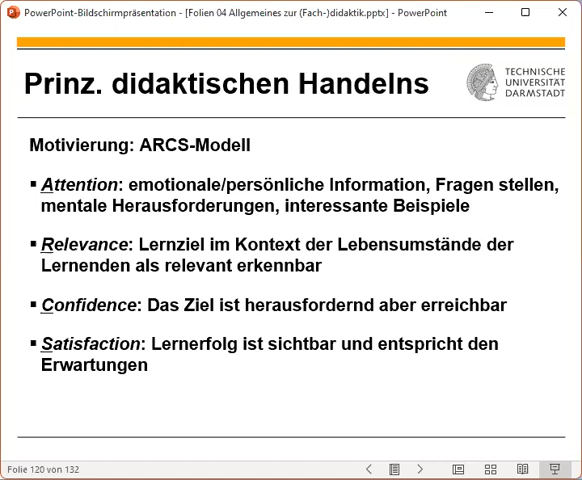 PowerPoint-Bildschirmpräsentation - [Folien 04 Allgemeines zur (Fach-)didaktik.pptx] - PowerPoint
Prinz. didaktischen Handelns
TECHNISCHE
UNIVERSITÄT
DARMSTADT
Motivierung: ARCS-Modell
▪ Attention: emotionale/persönliche Information, Fragen stellen,
mentale Herausforderungen, interessante Beispiele
▪ Relevance: Lernziel im Kontext der Lebensumstände der
Lernenden als relevant erkennbar
▪ Confidence: Das Ziel ist herausfordernd aber erreichbar
▪ Satisfaction: Lernerfolg ist sichtbar und entspricht den
Erwartungen
Folie 120 von 132